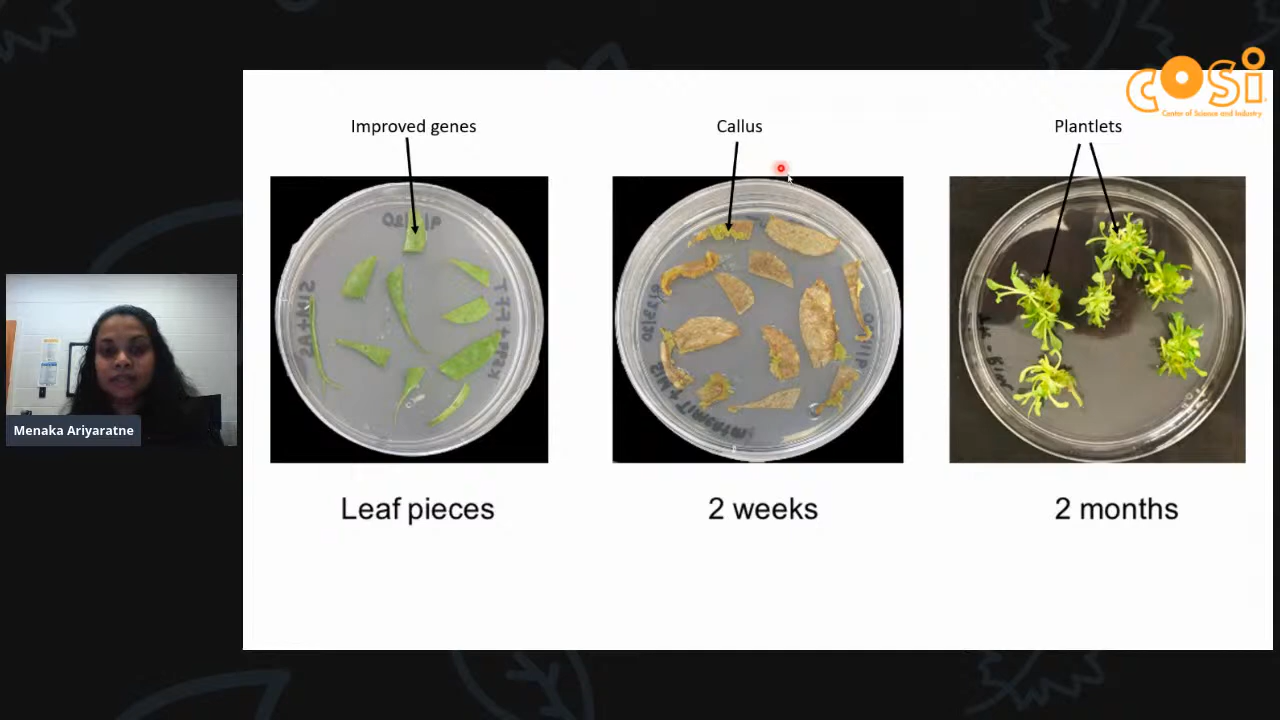 COSI
Center of Science and Industry
Improved genes
Callus
Plantlets
Menaka Ariyaratne
Leaf pieces
2 weeks
2 months